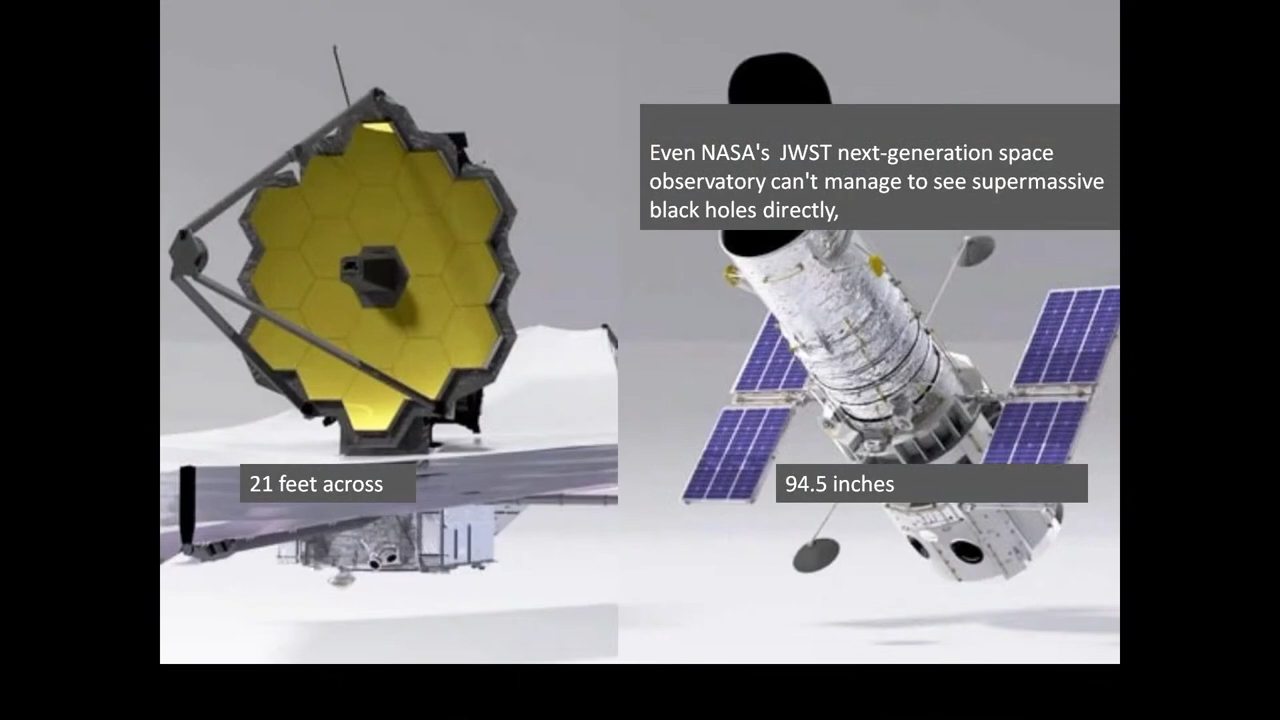 Even NASA's  JWST next-generation space
observatory can't manage to see supermassive
black holes directly,
21 feet across
94.5 inches